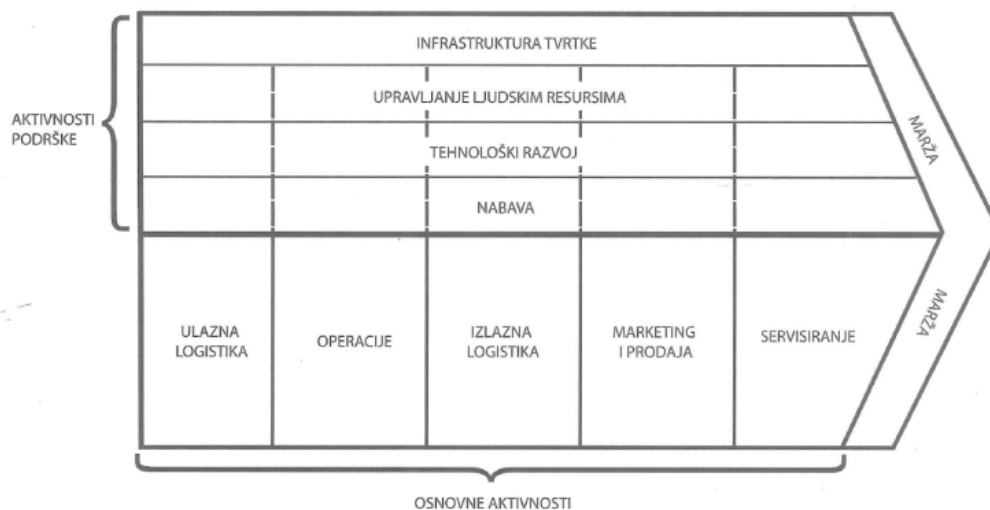 INFRASTRUKTURA TVRTKE
UPRAVLJANJE LJUDSKIM RESURSIMA
AKTIVNOSTI
PODRŠKE
TEHNOLOŠKI RAZVOJ
NABAVA
MARŽA
ULAZNA
LOGISTIKA
OPERACIJE
IZLAZNA
LOGISTIKA
MARKETING
I PRODAJA
SERVISIRANJE
MARŽA
OSNOVNE AKTIVNOSTI